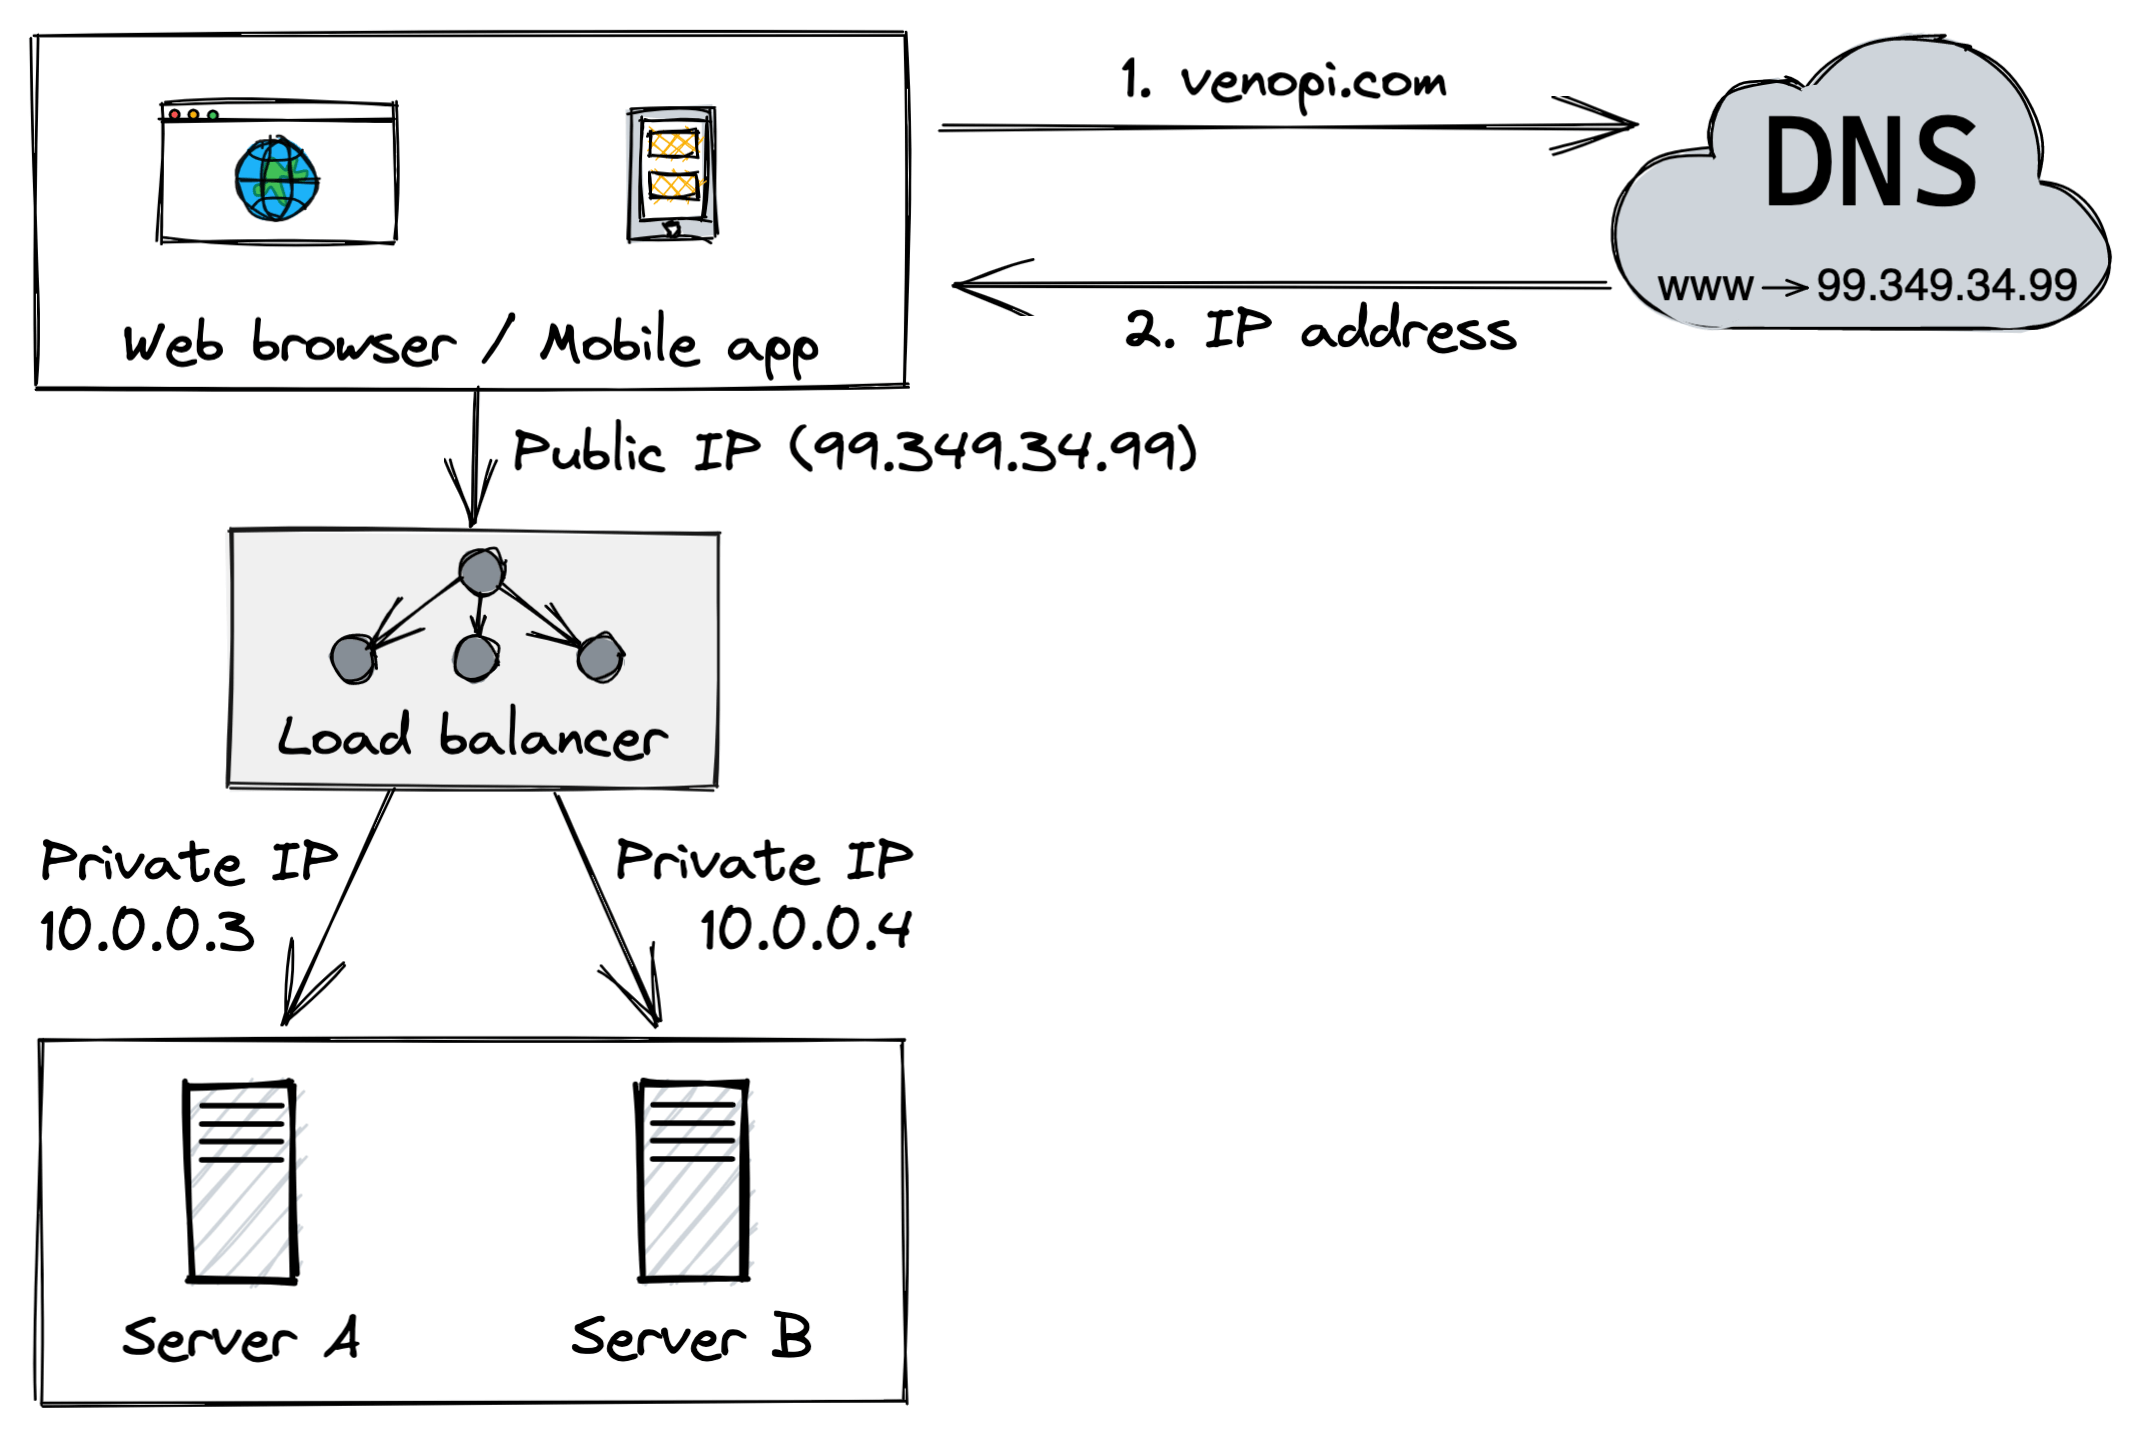 1. venopi.com
DNS
www → 99.349.34.99
2. IP address
Web browser / Mobile app
Public IP (99.349.34.99)
Load balancer
Private IP
10.0.0.3
Private IP
10.0.0.4
Server A
Server B